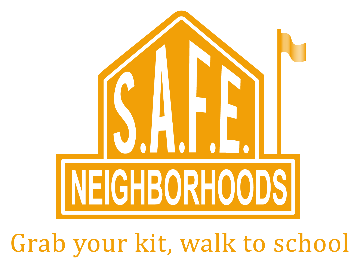 S.A.F.E.
NEIGHBORHOODS
Grab your kit, walk to school